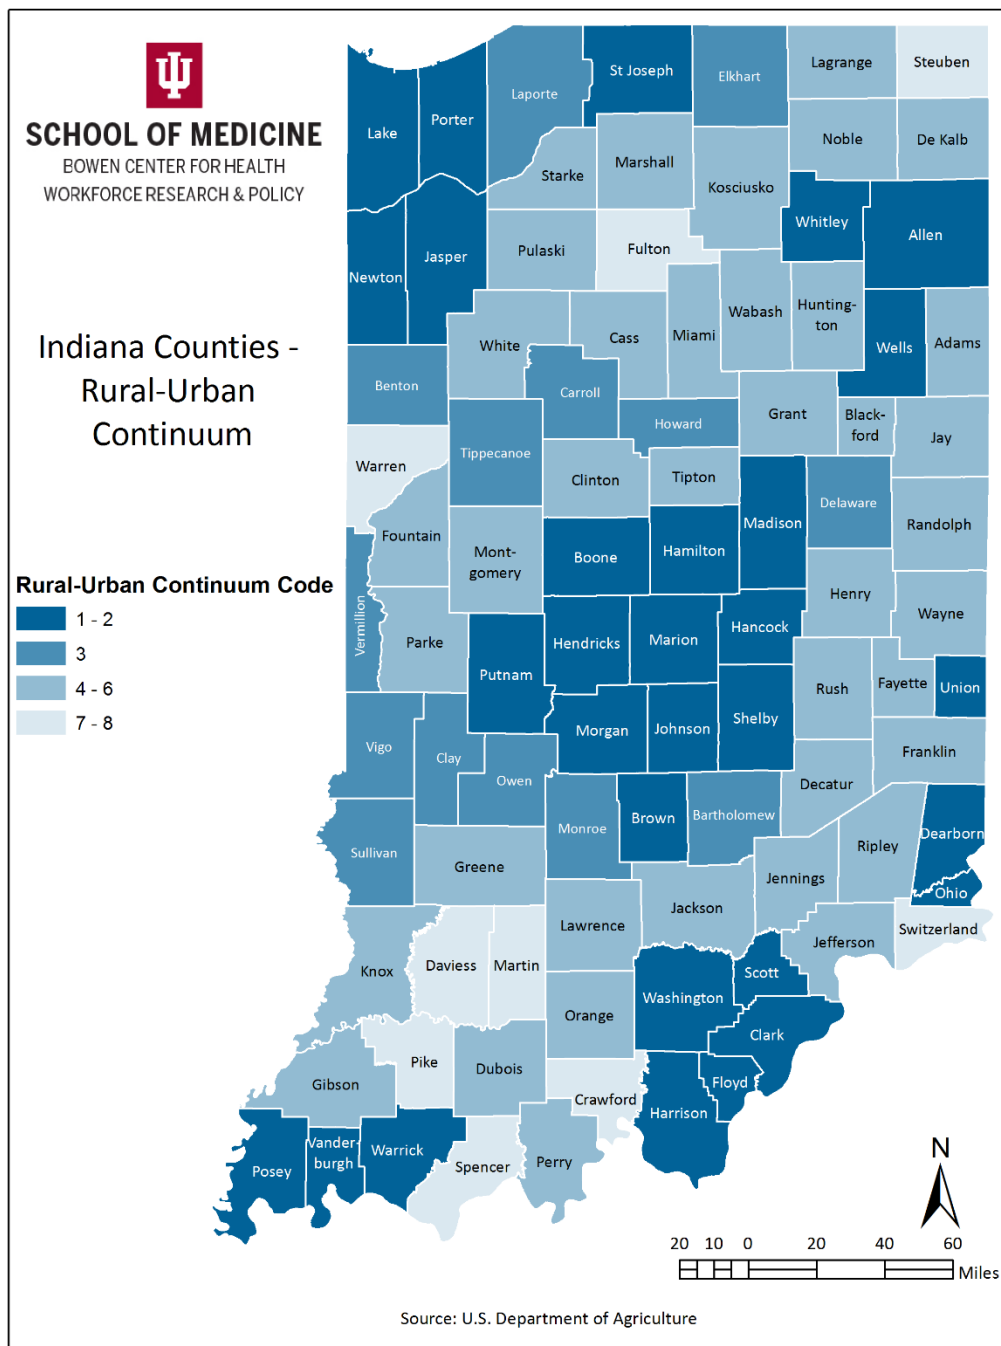 SCHOOL OF MEDICINE
BOWEN CENTER FOR HEALTH
WORKFORCE RESEARCH & POLICY
Indiana Counties -
Rural-Urban
Continuum
Rural-Urban Continuum Code
1 - 2
3
4 - 6
7 - 8
Lake
Porter
Laporte
St Joseph
Elkhart
Lagrange
Steuben
Starke
Marshall
Kosciusko
Noble
De Kalb
Newton
Jasper
Pulaski
Fulton
Whitley
Allen
White
Cass
Miami
Wabash
Hunting-
ton
Wells
Adams
Benton
Carroll
Howard
Grant
Black-
ford
Jay
Warren
Tippecanoe
Clinton
Tipton
Madison
Delaware
Randolph
Fountain
Mont-
gomery
Boone
Hamilton
Henry
Wayne
Vermillion
Parke
Putnam
Hendricks
Marion
Hancock
Rush
Fayette
Union
Vigo
Clay
Owen
Morgan
Johnson
Shelby
Decatur
Franklin
Sullivan
Greene
Monroe
Brown
Bartholomew
Jennings
Ripley
Dearborn
Ohio
Knox
Daviess
Martin
Lawrence
Jackson
Jefferson
Switzerland
Orange
Washington
Scott
Clark
Gibson
Pike
Dubois
Crawford
Harrison
Floyd
Posey
Vander-
burgh
Warrick
Spencer
Perry
N
20 10 0 20 40 60
Miles
Source: U.S. Department of Agriculture